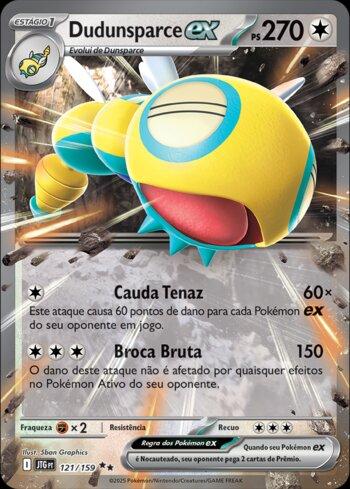 ESTÁGIO 1
Dudunsparce ex PS 270
Evolui de Dunsparce
Cauda Tenaz 60×
Este ataque causa 60 pontos de dano para cada Pokémon ex
do seu oponente em jogo.
Broca Bruta 150
O dano deste ataque não é afetado por quaisquer efeitos
no Pokémon Ativo do seu oponente.
Fraqueza ×2 Resistência Recuo
Regra dos Pokémon ex Quando seu Pokémon ex
é Nocauteado, seu oponente pega 2 cartas de Prêmio.
Ilust. 5ban Graphics
D JTG PT 121/159
©2025 Pokémon/Nintendo/Creatures/GAME FREAK